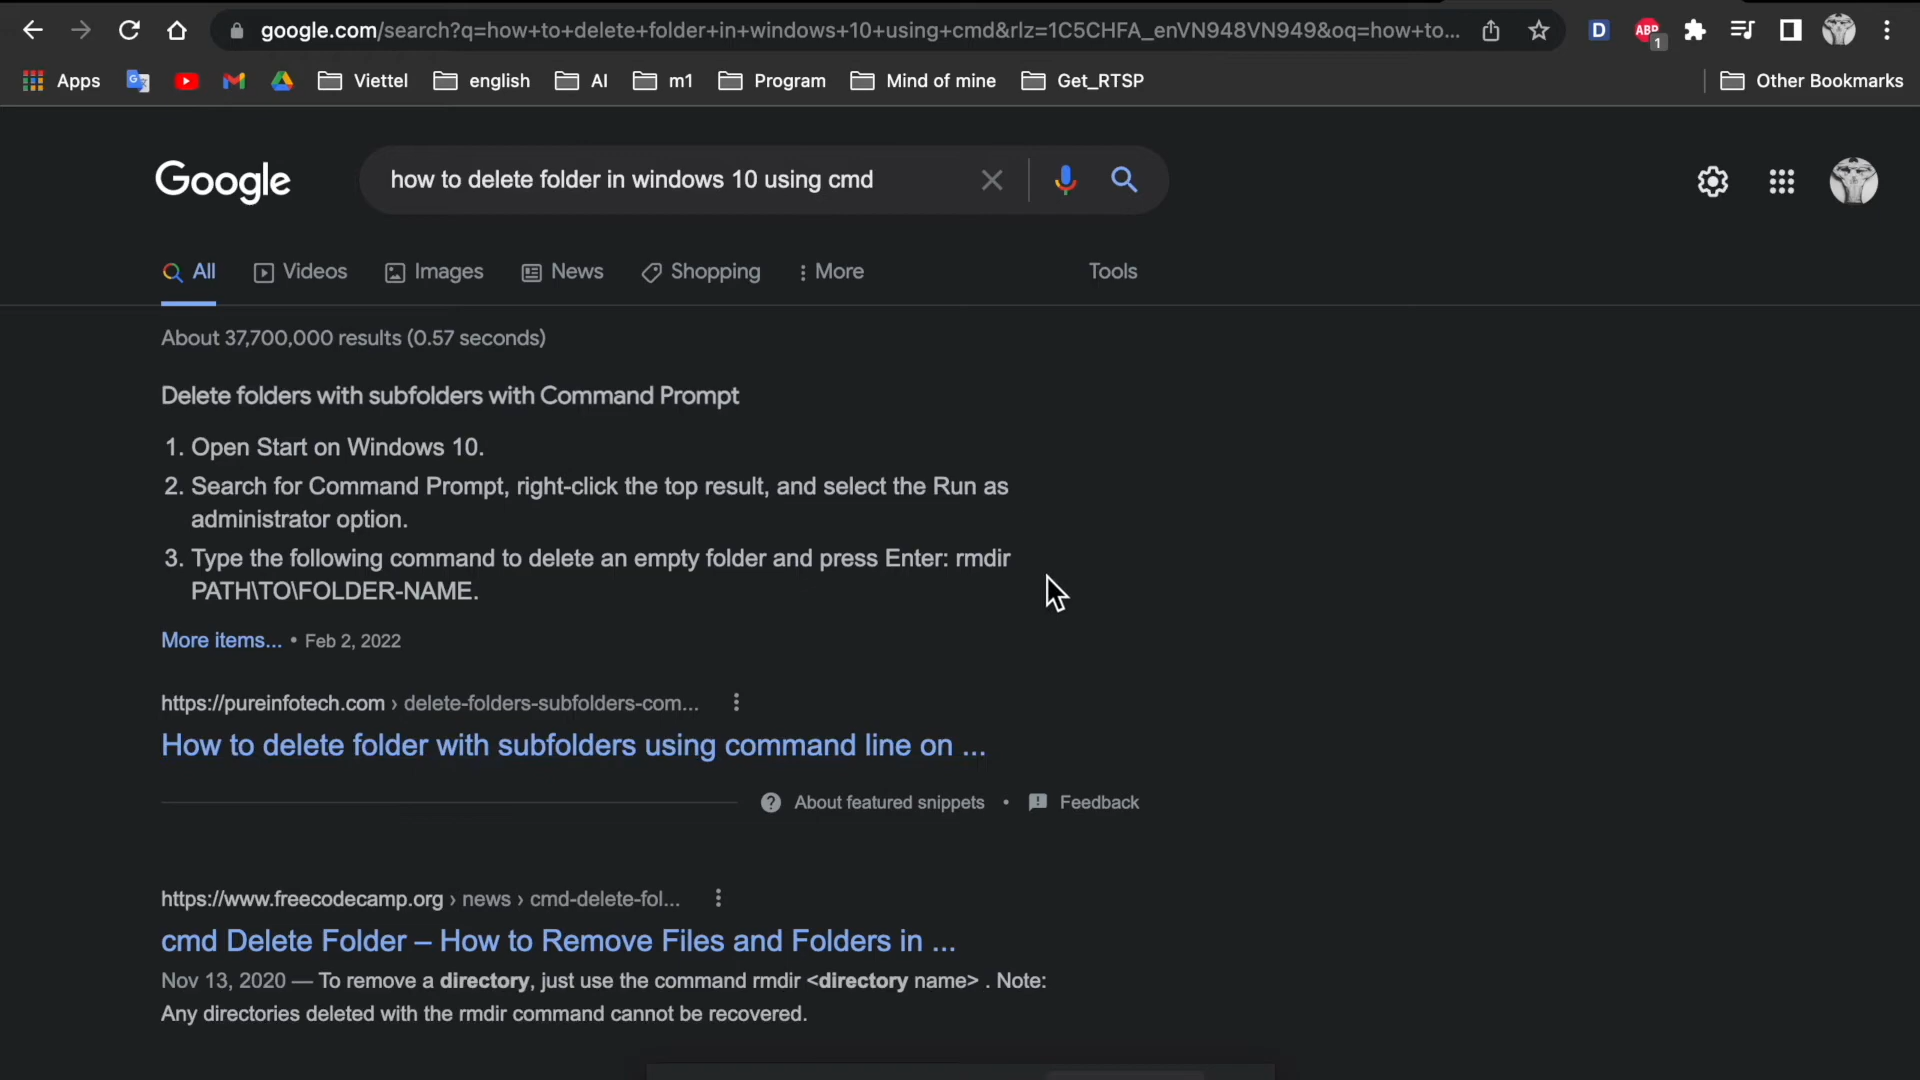 google.com/search?q=how+to+delete+folder+in+windows+10+using+cmd&rlz=1C5CHFA_enVN948VN949&oq=how+to...
D
ABP
1
Apps
Viettel
english
AI
m1
Program
Mind of mine
Get_RTSP
Other Bookmarks
Google
how to delete folder in windows 10 using cmd
All
Videos
Images
News
Shopping
More
Tools
About 37,700,000 results (0.57 seconds)
Delete folders with subfolders with Command Prompt
1. Open Start on Windows 10.
2. Search for Command Prompt, right-click the top result, and select the Run as
administrator option.
3. Type the following command to delete an empty folder and press Enter: rmdir
PATH\TO\FOLDER-NAME.
More items... • Feb 2, 2022
https://pureinfotech.com › delete-folders-subfolders-com...
How to delete folder with subfolders using command line on ...
About featured snippets • Feedback
https://www.freecodecamp.org › news › cmd-delete-fol...
cmd Delete Folder – How to Remove Files and Folders in ...
Nov 13, 2020 — To remove a directory, just use the command rmdir <directory name> . Note:
Any directories deleted with the rmdir command cannot be recovered.